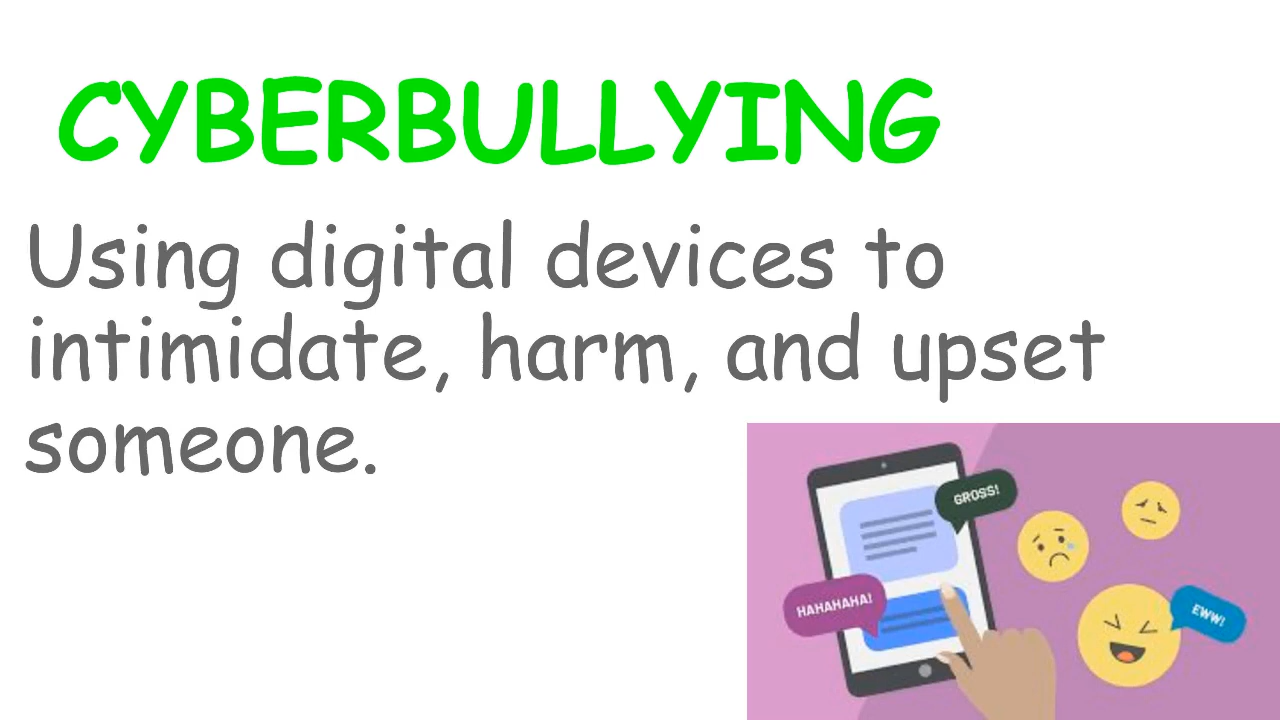 CYBERBULLYING
Using digital devices to
intimidate, harm, and upset
someone.
GROSS!
HAHAHAHA!
EWW!